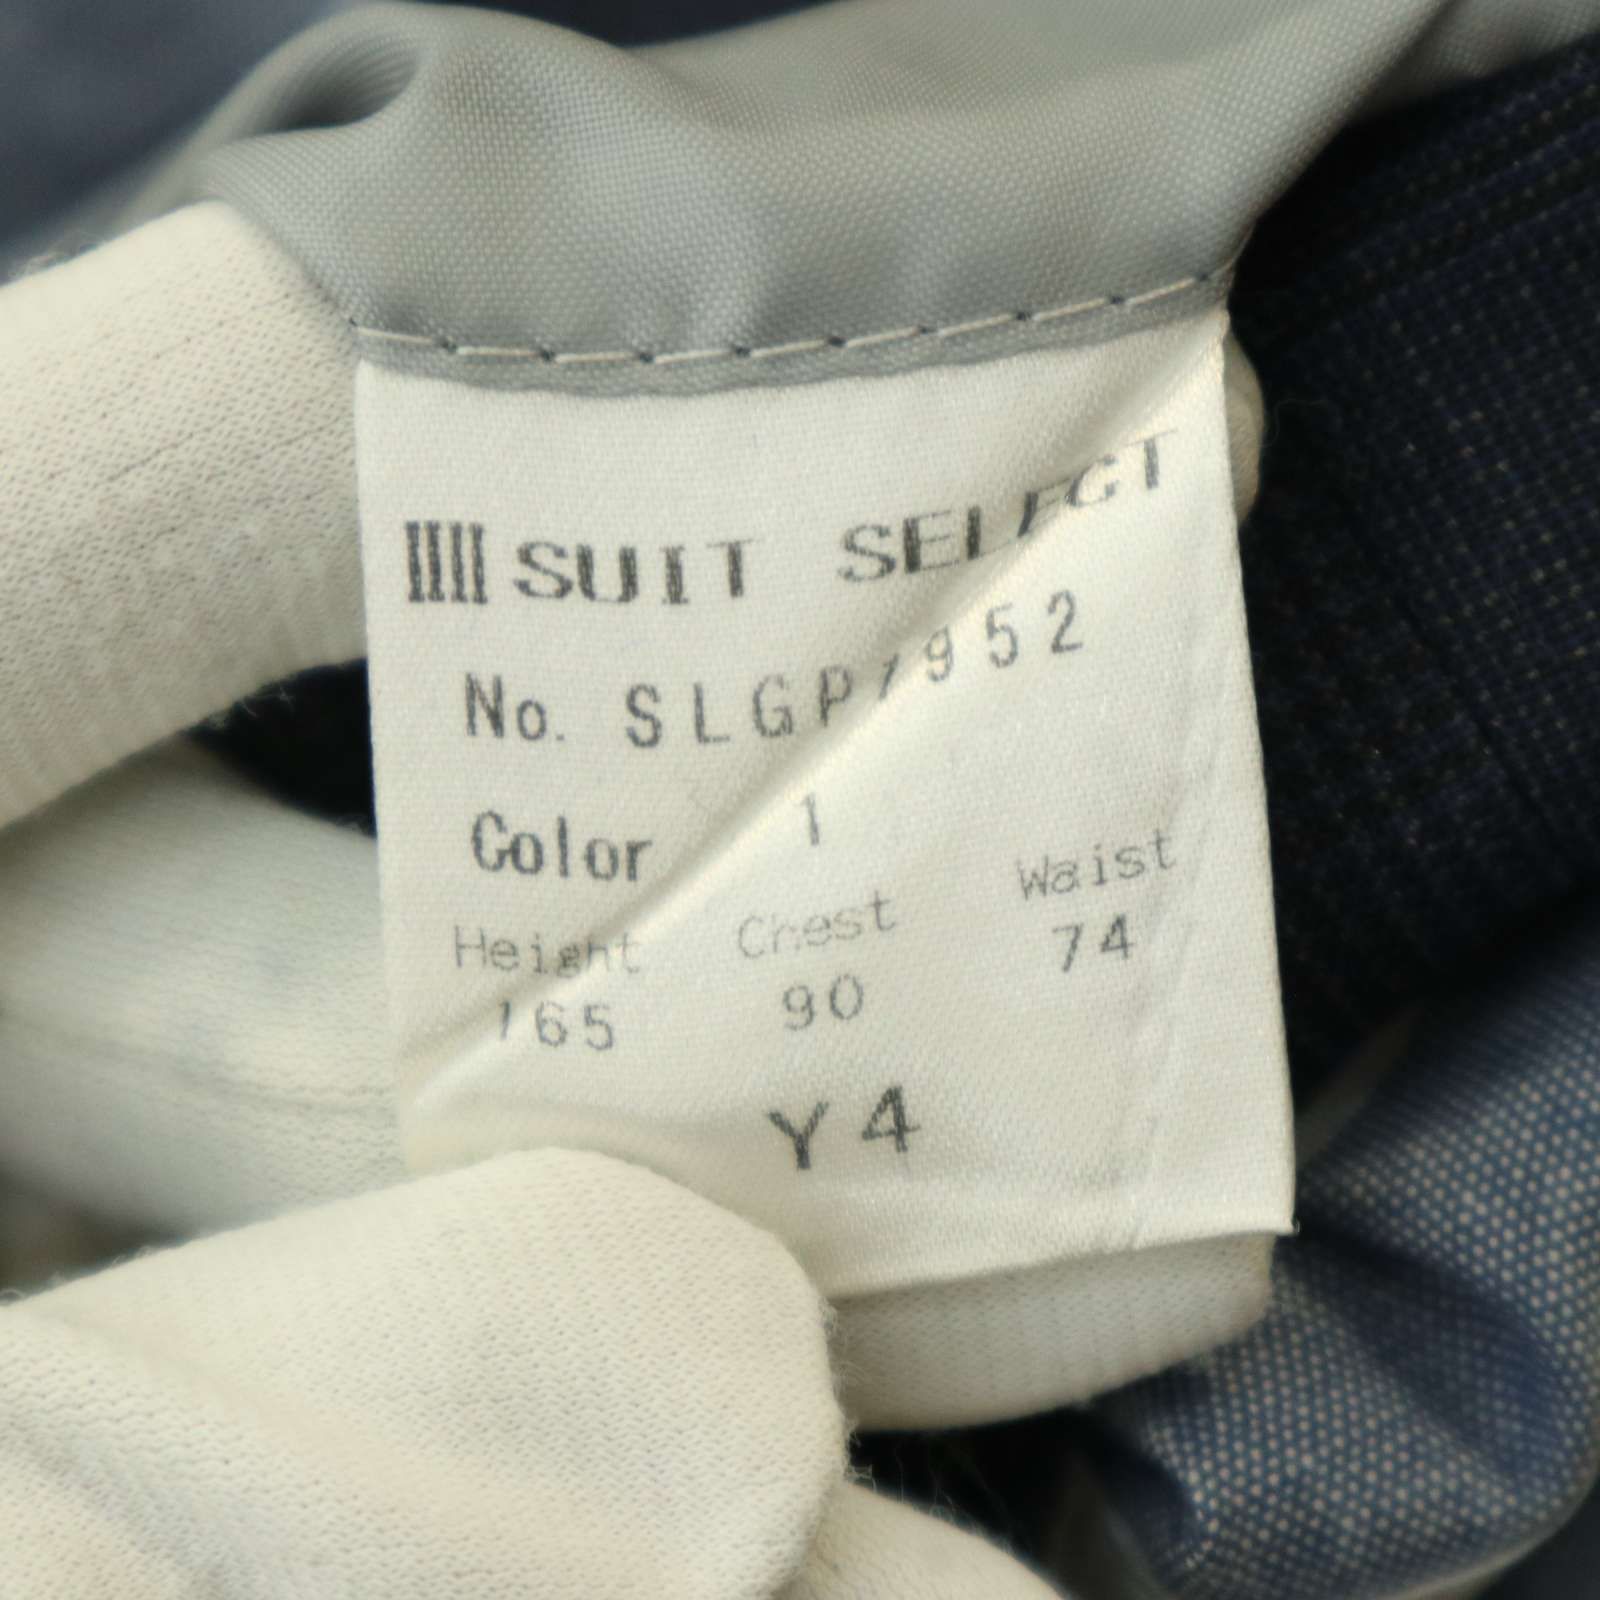 SUIT SELECT
No. SLGP7952
Color 1
Height Chest Waist
165 90 74
Y4